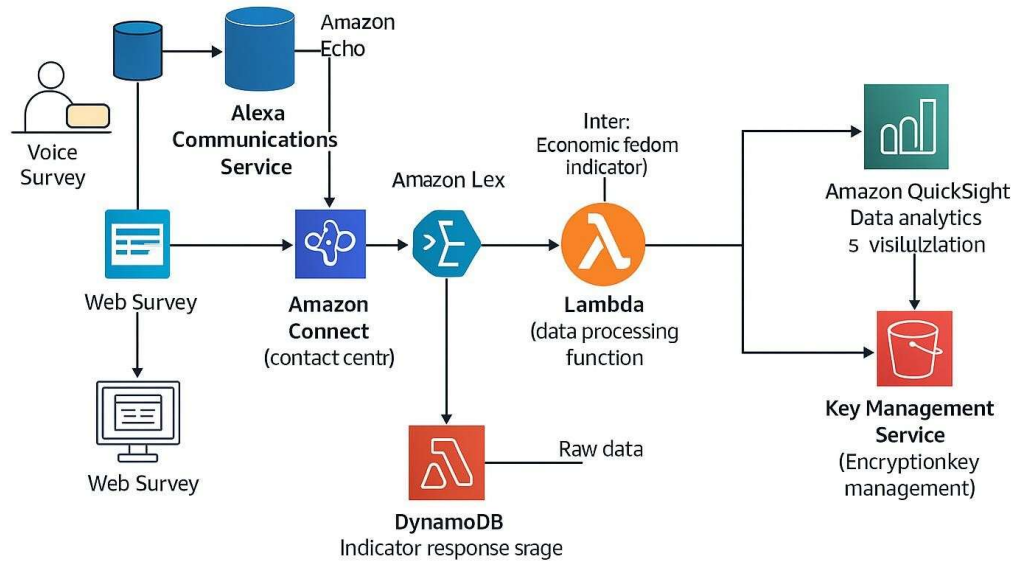 Amazon
Echo
Alexa
Communications
Service
Voice
Survey
Inter:
Economic fedom
indicator)
Amazon Lex
Amazon QuickSight
Data analytics
5 visilulzlation
Web Survey
Amazon
Connect
(contact centr)
Lambda
(data processing
function
Key Management
Service
(Encryptionkey
management)
Web Survey
Raw data
DynamoDB
Indicator response srage